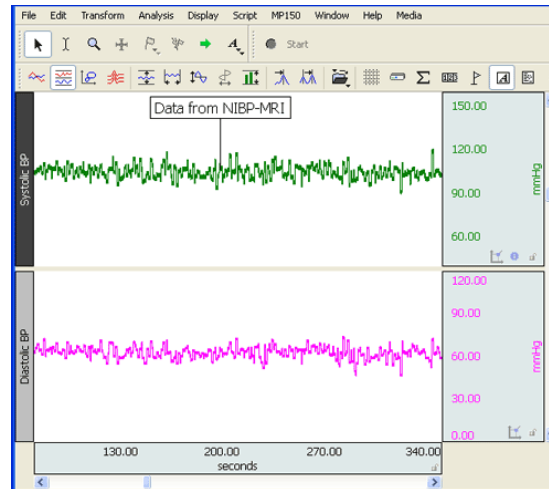 File Edit Transform Analysis Display Script MP150 Window Help Media
Start
Data from NIBP-MRI
Systolic BP
150.00
120.00
90.00
60.00
mmHg
Diastolic BP
120.00
90.00
60.00
30.00
0.00
mmHg
130.00 200.00 270.00 340.00
seconds